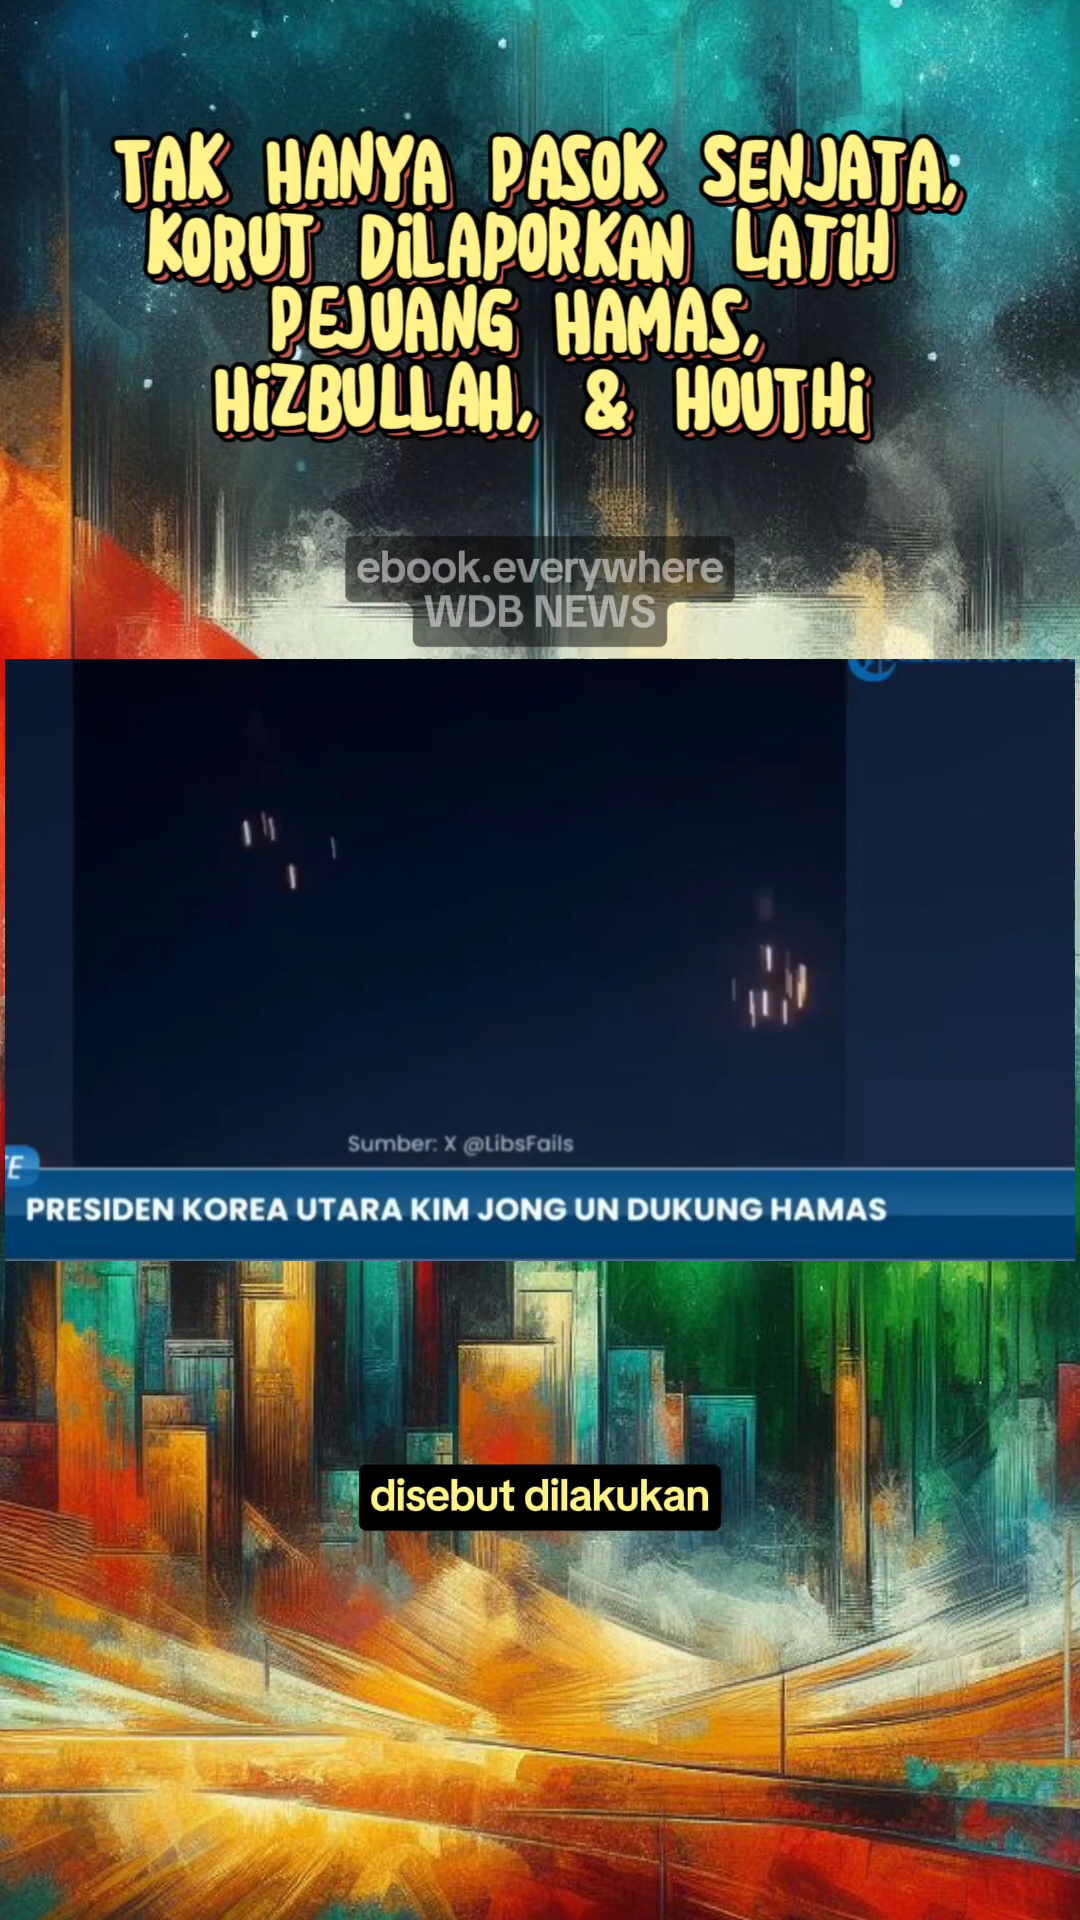 TAK HANYA PASOK SENJATA,
KORUT DiLAPORKAN LATiH
PEJUANG HAMAS,
HiZBULLAH, & HOUTHi
ebook.everywhere
WDB NEWS
Sumber: X @LibsFails
PRESIDEN KOREA UTARA KIM JONG UN DUKUNG HAMAS
disebut dilakukan